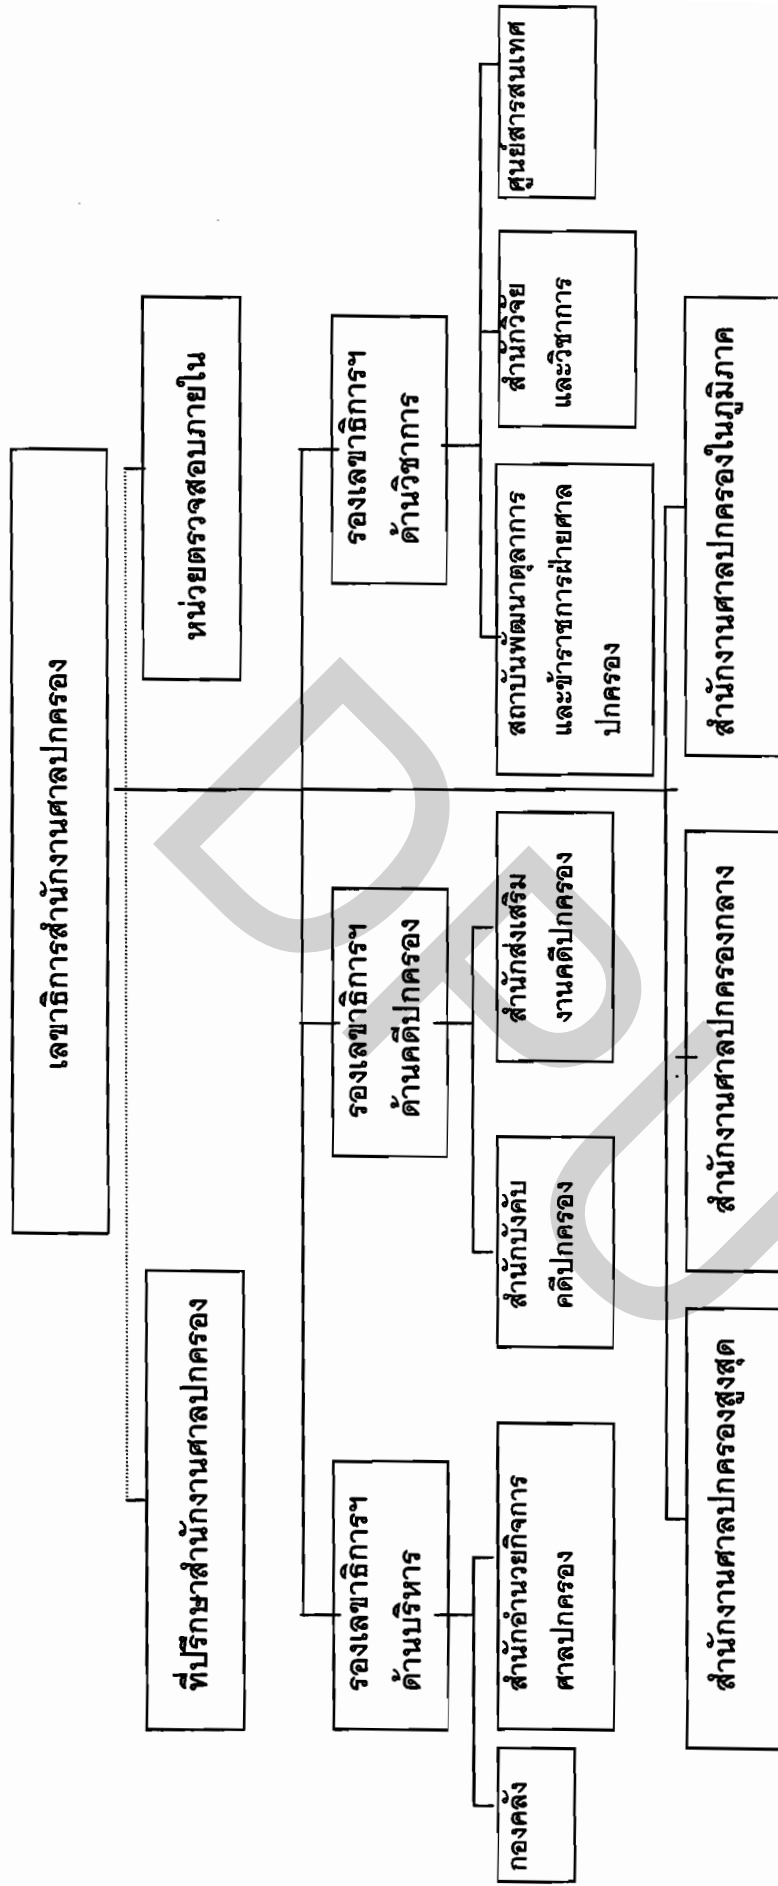 เลขาธิการสำนักงานศาลปกครอง
ที่ปรึกษาสำนักงานศาลปกครอง
หน่วยตรวจสอบภายใน
รองเลขาธิการฯ
ด้านบริหาร
รองเลขาธิการฯ
ด้านคดีปกครอง
รองเลขาธิการฯ
ด้านวิชาการ
กองคลัง
สำนักอำนวยกิจการ
ศาลปกครอง
สำนักบังคับ
คดีปกครอง
สำนักส่งเสริม
งานคดีปกครอง
สถาบันพัฒนาตุลาการ
และข้าราชการฝ่ายศาล
ปกครอง
สำนักวิจัย
และวิชาการ
ศูนย์สารสนเทศ
สำนักงานศาลปกครองสูงสุด
สำนักงานศาลปกครองกลาง
สำนักงานศาลปกครองในภูมิภาค
DPU